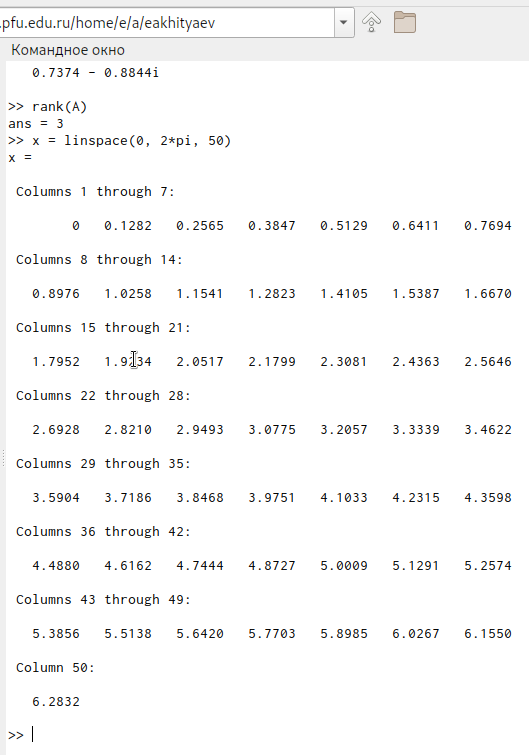 .pfu.edu.ru/home/e/a/eakhityaev
Командное окно
0.7374 - 0.8844i
>> rank(A)
ans = 3
>> x = linspace(0, 2*pi, 50)
x =
Columns 1 through 7:
0 0.1282 0.2565 0.3847 0.5129 0.6411 0.7694
Columns 8 through 14:
0.8976 1.0258 1.1541 1.2823 1.4105 1.5387 1.6670
Columns 15 through 21:
1.7952 1.9234 2.0517 2.1799 2.3081 2.4363 2.5646
Columns 22 through 28:
2.6928 2.8210 2.9493 3.0775 3.2057 3.3339 3.4622
Columns 29 through 35:
3.5904 3.7186 3.8468 3.9751 4.1033 4.2315 4.3598
Columns 36 through 42:
4.4880 4.6162 4.7444 4.8727 5.0009 5.1291 5.2574
Columns 43 through 49:
5.3856 5.5138 5.6420 5.7703 5.8985 6.0267 6.1550
Column 50:
6.2832
>>